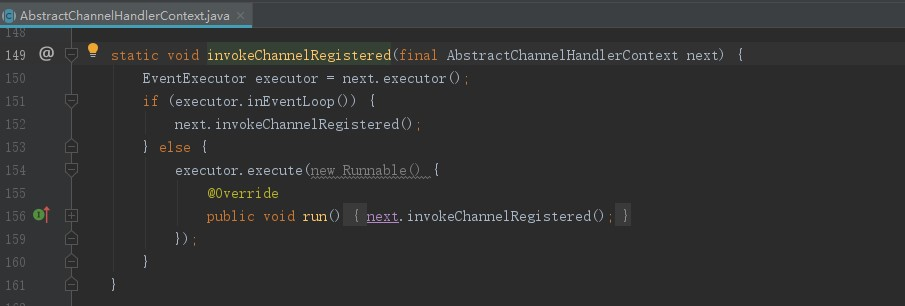 AbstractChannelHandlerContext.java ×
148
149 @ static void invokeChannelRegistered(final AbstractChannelHandlerContext next) {
150 EventExecutor executor = next.executor();
151 if (executor.inEventLoop()) {
152 next.invokeChannelRegistered();
153 } else {
154 executor.execute(new Runnable() {
155 @Override
156 public void run() { next.invokeChannelRegistered(); }
159 });
160 }
161 }